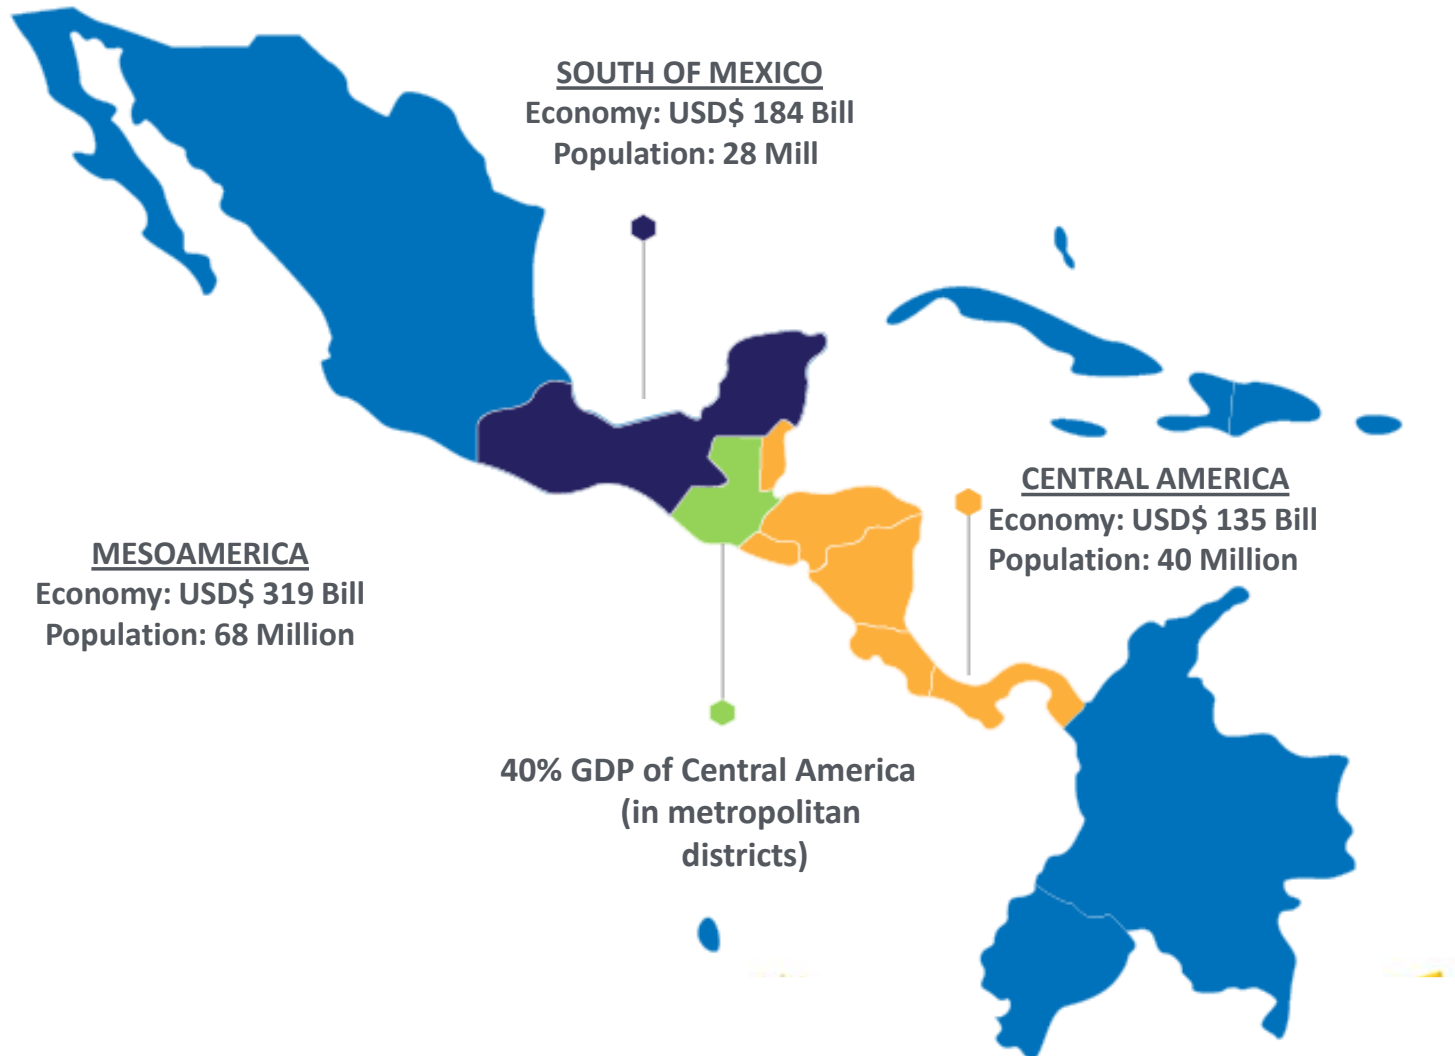 SOUTH OF MEXICO
Economy: USD$ 184 Bill
Population: 28 Mill
CENTRAL AMERICA
Economy: USD$ 135 Bill
Population: 40 Million
MESOAMERICA
Economy: USD$ 319 Bill
Population: 68 Million
40% GDP of Central America
(in metropolitan
districts)